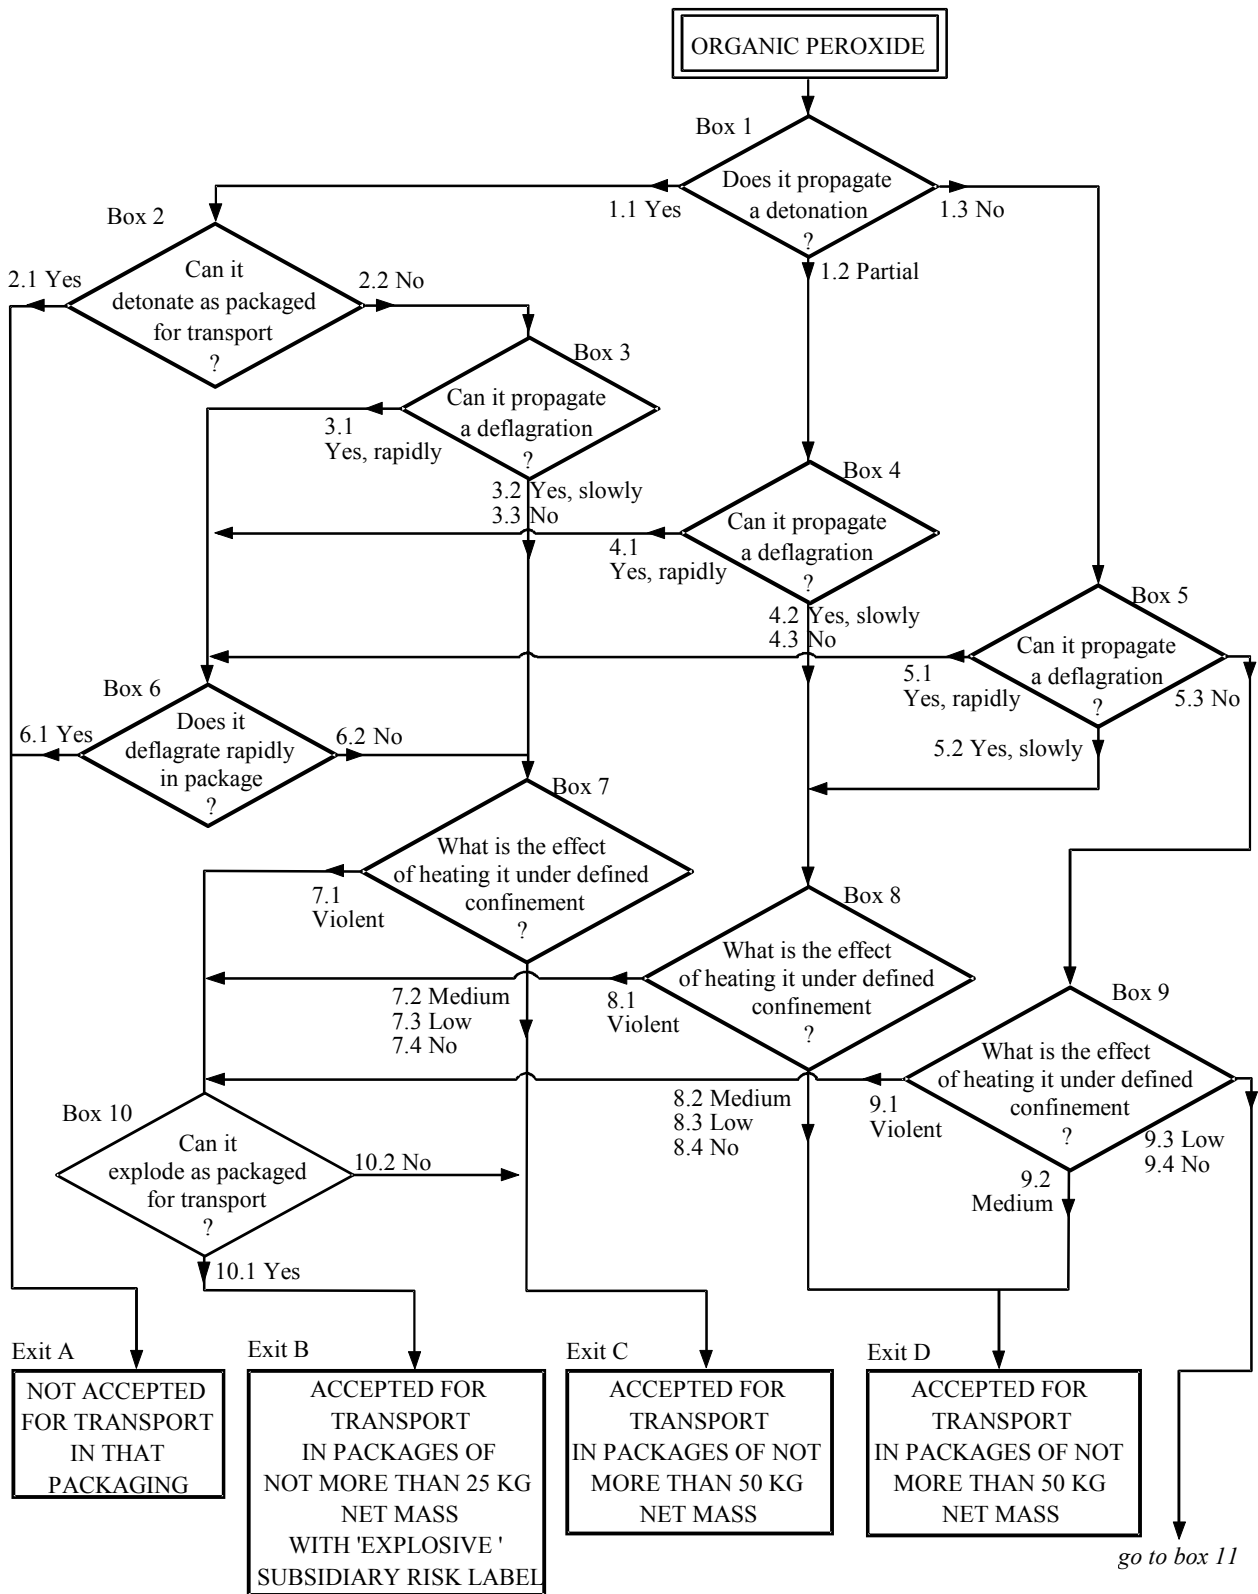 ORGANIC PEROXIDE
Box 1
Does it propagate
a detonation
?
1.1 Yes
1.3 No
1.2 Partial
Box 2
Can it
detonate as packaged
for transport
?
2.1 Yes
2.2 No
Box 3
Can it propagate
a deflagration
?
3.1
Yes, rapidly
3.2 Yes, slowly
3.3 No
Box 4
Can it propagate
a deflagration
?
4.1
Yes, rapidly
4.2 Yes, slowly
4.3 No
Box 5
Can it propagate
a deflagration
?
5.1
Yes, rapidly
5.3 No
5.2 Yes, slowly
Box 6
Does it
deflagrate rapidly
in package
?
6.1 Yes
6.2 No
Box 7
What is the effect
of heating it under defined
confinement
?
7.1
Violent
7.2 Medium
7.3 Low
7.4 No
Box 8
What is the effect
of heating it under defined
confinement
?
8.1
Violent
8.2 Medium
8.3 Low
8.4 No
Box 9
What is the effect
of heating it under defined
confinement
?
9.1
Violent
9.2
Medium
9.3 Low
9.4 No
Box 10
Can it
explode as packaged
for transport
?
10.2 No
10.1 Yes
Exit A
NOT ACCEPTED
FOR TRANSPORT
IN THAT
PACKAGING
Exit B
ACCEPTED FOR
TRANSPORT
IN PACKAGES OF
NOT MORE THAN 25 KG
NET MASS
WITH 'EXPLOSIVE '
SUBSIDIARY RISK LABEL
Exit C
ACCEPTED FOR
TRANSPORT
IN PACKAGES OF NOT
MORE THAN 50 KG
NET MASS
Exit D
ACCEPTED FOR
TRANSPORT
IN PACKAGES OF NOT
MORE THAN 50 KG
NET MASS
go to box 11